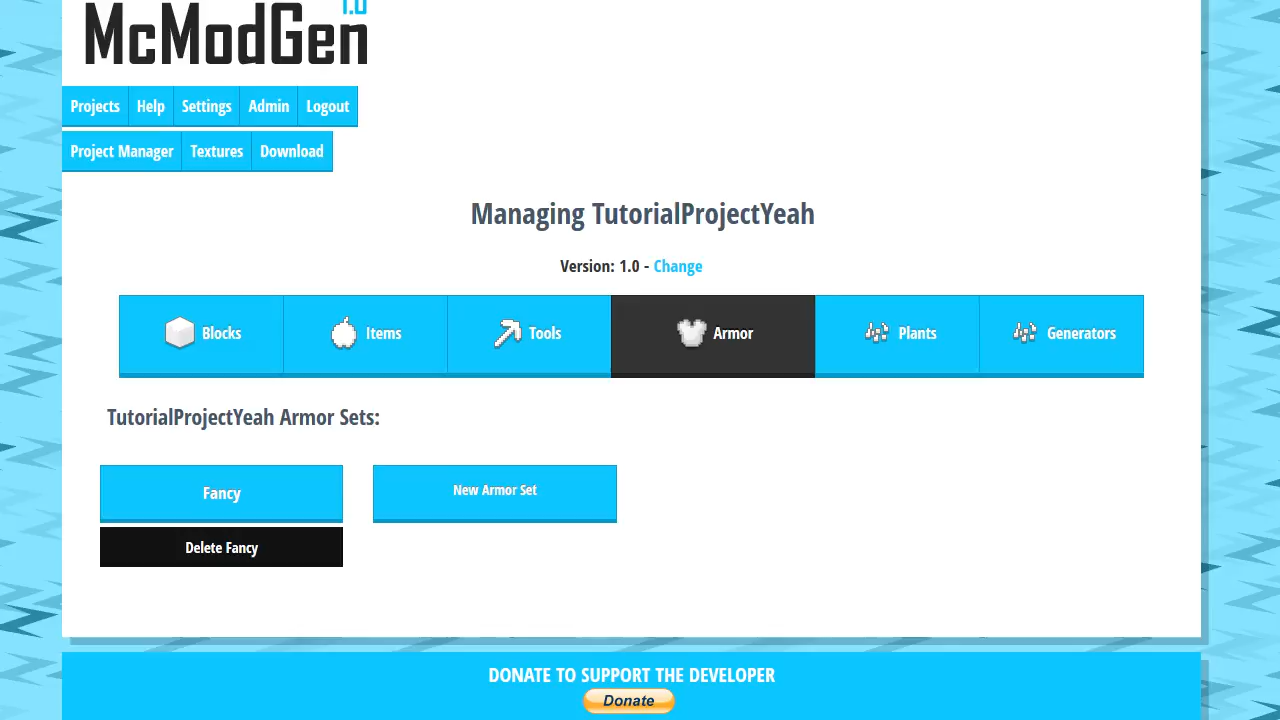 1.0
McModGen
Projects Help Settings Admin Logout
Project Manager Textures Download
Managing TutorialProjectYeah
Version: 1.0 - Change
Blocks Items Tools Armor Plants Generators
TutorialProjectYeah Armor Sets:
Fancy New Armor Set
Delete Fancy
DONATE TO SUPPORT THE DEVELOPER
Donate